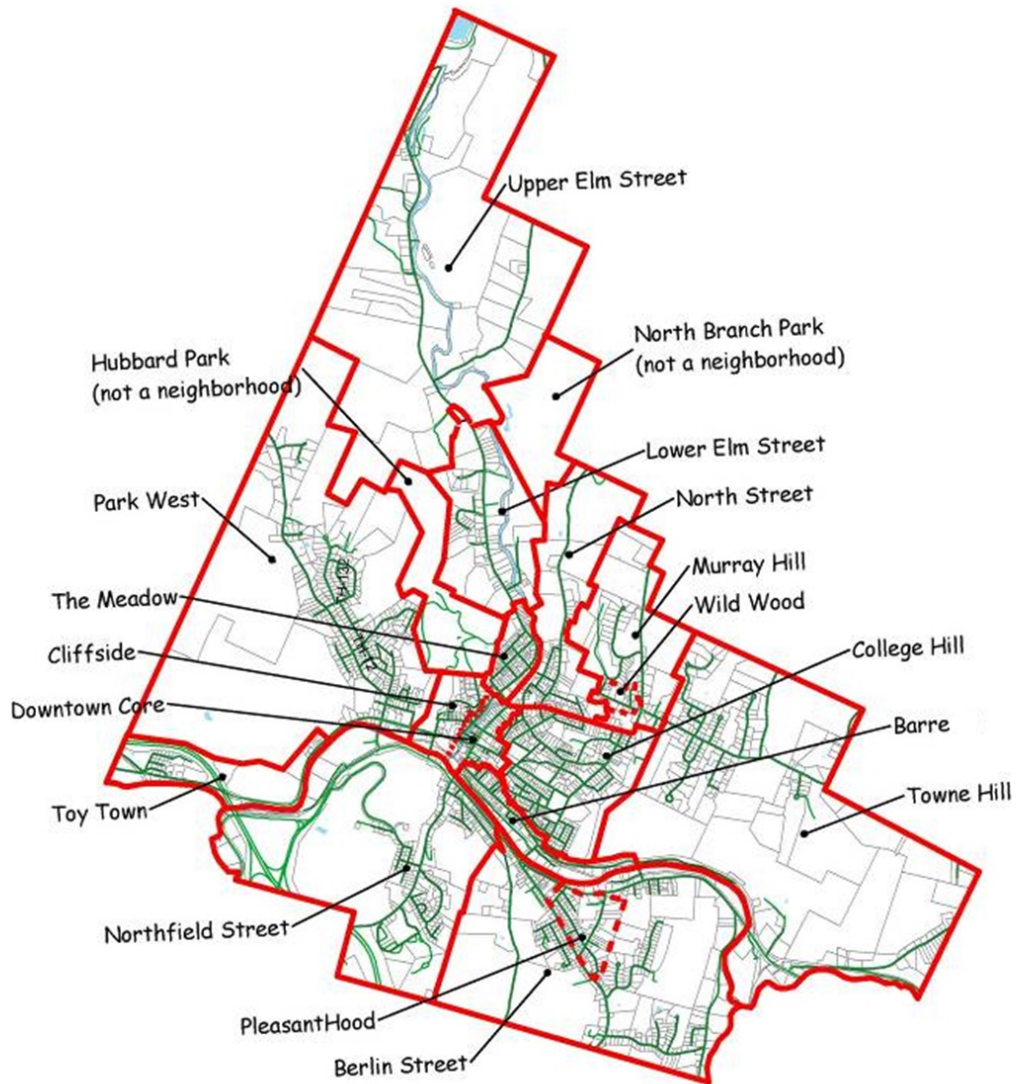 Upper Elm Street
North Branch Park
(not a neighborhood)
Hubbard Park
(not a neighborhood)
Lower Elm Street
North Street
Park West
Murray Hill
Wild Wood
The Meadow
College Hill
Cliffside
Downtown Core
Barre
Towne Hill
Toy Town
Northfield Street
PleasantHood
Berlin Street